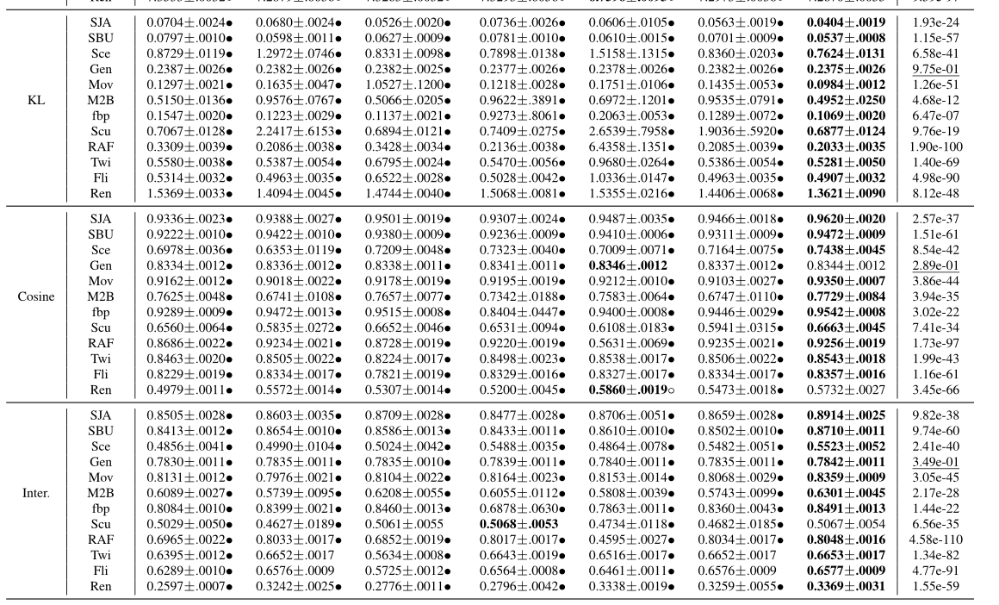 KL
SJA 0.0704±.0024● 0.0680±.0024● 0.0526±.0020● 0.0736±.0026● 0.0606±.0105● 0.0563±.0019● 0.0404±.0019 1.93e-24
SBU 0.0797±.0010● 0.0598±.0011● 0.0627±.0009● 0.0781±.0010● 0.0610±.0015● 0.0701±.0009● 0.0537±.0008 1.15e-57
Sce 0.8729±.0119● 1.2972±.0746● 0.8331±.0098● 0.7898±.0138● 1.5158±.1315● 0.8360±.0203● 0.7624±.0131 6.58e-41
Gen 0.2387±.0026● 0.2382±.0026● 0.2382±.0025● 0.2377±.0026● 0.2378±.0026● 0.2382±.0026● 0.2375±.0026 9.75e-01
Mov 0.1297±.0021● 0.1635±.0047● 1.0527±.1200● 0.1218±.0028● 0.1751±.0106● 0.1435±.0053● 0.0984±.0012 1.26e-51
M2B 0.5150±.0136● 0.9576±.0767● 0.5066±.0205● 0.9622±.3891● 0.6972±.1201● 0.9535±.0791● 0.4952±.0250 4.68e-12
fbp 0.1547±.0020● 0.1223±.0029● 0.1137±.0021● 0.9273±.8061● 0.2063±.0053● 0.1289±.0072● 0.1069±.0020 6.47e-07
Scu 0.7067±.0128● 2.2417±.6153● 0.6894±.0121● 0.7409±.0275● 2.6539±.7958● 1.9036±.5920● 0.6877±.0124 9.76e-19
RAF 0.3309±.0039● 0.2086±.0038● 0.3428±.0034● 0.2136±.0038● 6.4358±.1351● 0.2085±.0039● 0.2033±.0035 1.90e-100
Twi 0.5580±.0038● 0.5387±.0054● 0.6795±.0024● 0.5470±.0056● 0.9680±.0264● 0.5386±.0054● 0.5281±.0050 1.40e-69
Fli 0.5314±.0032● 0.4963±.0035● 0.6522±.0028● 0.5028±.0042● 1.0336±.0147● 0.4963±.0035● 0.4907±.0032 4.98e-90
Ren 1.5369±.0033● 1.4094±.0045● 1.4744±.0040● 1.5068±.0081● 1.5355±.0216● 1.4406±.0068● 1.3621±.0090 8.12e-48
Cosine
SJA 0.9336±.0023● 0.9388±.0027● 0.9501±.0019● 0.9307±.0024● 0.9487±.0035● 0.9466±.0018● 0.9620±.0020 2.57e-37
SBU 0.9222±.0010● 0.9422±.0010● 0.9380±.0009● 0.9236±.0009● 0.9410±.0006● 0.9311±.0009● 0.9472±.0009 1.51e-61
Sce 0.6978±.0036● 0.6353±.0119● 0.7209±.0048● 0.7323±.0040● 0.7009±.0071● 0.7164±.0075● 0.7438±.0045 8.54e-42
Gen 0.8334±.0012● 0.8336±.0012● 0.8338±.0011● 0.8341±.0011● 0.8346±.0012 0.8337±.0012● 0.8344±.0012 2.89e-01
Mov 0.9162±.0012● 0.9018±.0022● 0.9178±.0019● 0.9195±.0019● 0.9212±.0010● 0.9103±.0027● 0.9350±.0007 3.86e-44
M2B 0.7625±.0048● 0.6741±.0108● 0.7657±.0077● 0.7342±.0188● 0.7583±.0064● 0.6747±.0110● 0.7729±.0084 3.94e-35
fbp 0.9289±.0009● 0.9472±.0013● 0.9515±.0008● 0.8404±.0447● 0.9400±.0008● 0.9446±.0029● 0.9542±.0008 3.02e-22
Scu 0.6560±.0064● 0.5835±.0272● 0.6652±.0046● 0.6531±.0094● 0.6108±.0183● 0.5941±.0315● 0.6663±.0045 7.41e-34
RAF 0.8686±.0022● 0.9234±.0021● 0.8728±.0019● 0.9220±.0019● 0.5631±.0069● 0.9235±.0021● 0.9256±.0019 1.73e-97
Twi 0.8463±.0020● 0.8505±.0022● 0.8224±.0017● 0.8498±.0023● 0.8538±.0017● 0.8506±.0022● 0.8543±.0018 1.99e-43
Fli 0.8229±.0019● 0.8334±.0017● 0.7821±.0019● 0.8329±.0016● 0.8327±.0017● 0.8334±.0017● 0.8357±.0016 1.16e-61
Ren 0.4979±.0011● 0.5572±.0014● 0.5307±.0014● 0.5200±.0045● 0.5860±.0019○ 0.5473±.0018● 0.5732±.0027 3.45e-66
Inter.
SJA 0.8505±.0028● 0.8603±.0035● 0.8709±.0028● 0.8477±.0028● 0.8706±.0051● 0.8659±.0028● 0.8914±.0025 9.82e-38
SBU 0.8413±.0012● 0.8654±.0010● 0.8586±.0013● 0.8433±.0011● 0.8610±.0010● 0.8502±.0010● 0.8710±.0011 9.74e-60
Sce 0.4856±.0041● 0.4990±.0104● 0.5024±.0042● 0.5488±.0035● 0.4864±.0078● 0.5482±.0051● 0.5523±.0052 2.41e-40
Gen 0.7830±.0011● 0.7835±.0011● 0.7835±.0010● 0.7839±.0011● 0.7840±.0011● 0.7835±.0011● 0.7842±.0011 3.49e-01
Mov 0.8131±.0012● 0.7976±.0021● 0.8104±.0022● 0.8164±.0023● 0.8153±.0014● 0.8068±.0029● 0.8359±.0009 3.05e-45
M2B 0.6089±.0027● 0.5739±.0095● 0.6208±.0055● 0.6055±.0112● 0.5808±.0039● 0.5743±.0099● 0.6301±.0045 2.17e-28
fbp 0.8084±.0010● 0.8399±.0021● 0.8460±.0013● 0.6878±.0630● 0.7863±.0011● 0.8360±.0043● 0.8491±.0013 1.44e-22
Scu 0.5029±.0050● 0.4627±.0189● 0.5061±.0055 0.5068±.0053 0.4734±.0118● 0.4682±.0185● 0.5067±.0054 6.56e-35
RAF 0.6965±.0022● 0.8033±.0017● 0.6852±.0019● 0.8017±.0017● 0.4595±.0027● 0.8034±.0017● 0.8048±.0016 4.58e-110
Twi 0.6395±.0012● 0.6652±.0017 0.5634±.0008● 0.6643±.0019● 0.6516±.0017● 0.6652±.0017 0.6653±.0017 1.34e-82
Fli 0.6289±.0010● 0.6576±.0009 0.5725±.0012● 0.6564±.0008● 0.6461±.0011● 0.6576±.0009 0.6577±.0009 4.77e-91
Ren 0.2597±.0007● 0.3242±.0025● 0.2776±.0011● 0.2796±.0042● 0.3338±.0019● 0.3259±.0055● 0.3369±.0031 1.55e-59